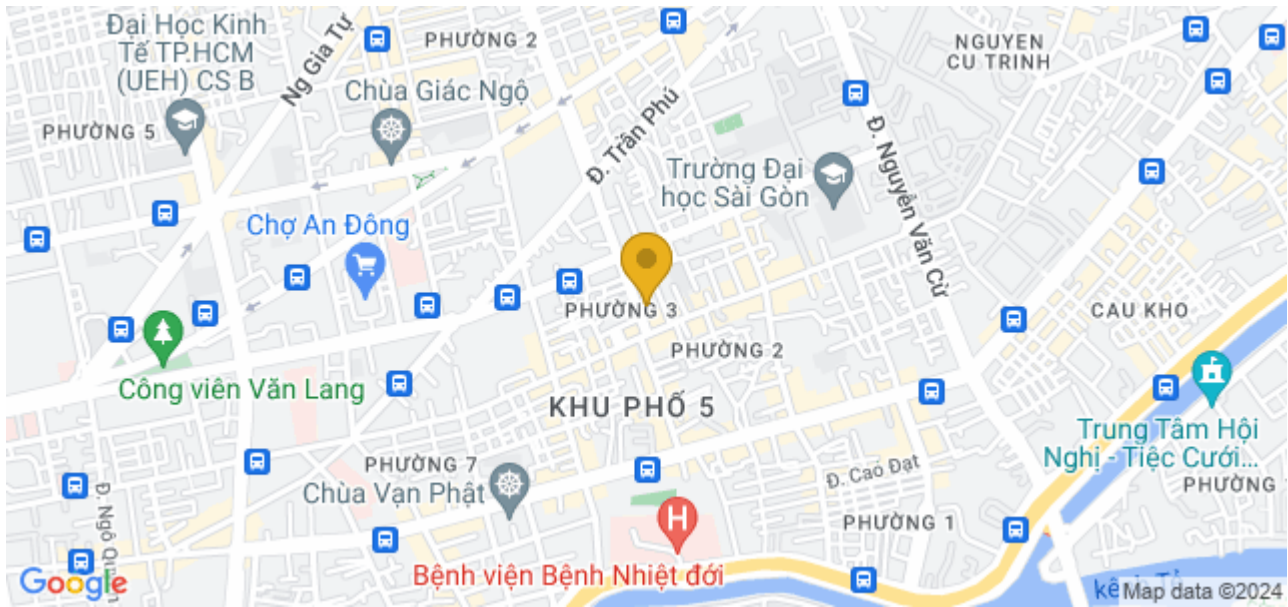 Đại Học Kinh
Tế TP.HCM
(UEH) CS B
Ng Gia Tự
PHƯỜNG 2
NGUYEN
CU TRINH
Chùa Giác Ngộ
PHƯỜNG 5
Đ. Trần Phú
Đ. Nguyễn Văn Cừ
Trường Đại
học Sài Gòn
Chợ An Đông
PHƯỜNG 3
CAU KHO
PHƯỜNG 2
Công viên Văn Lang
KHU PHỐ 5
Trung Tâm Hội
Nghị - Tiệc Cưới...
PHƯỜNG 7
Chùa Vạn Phật
Đ. Cao Đạt
PHƯỜNG
Đ. Ngô
PHƯỜNG 1
H
Bệnh viện Bệnh Nhiệt đới
Google
Map data ©2024